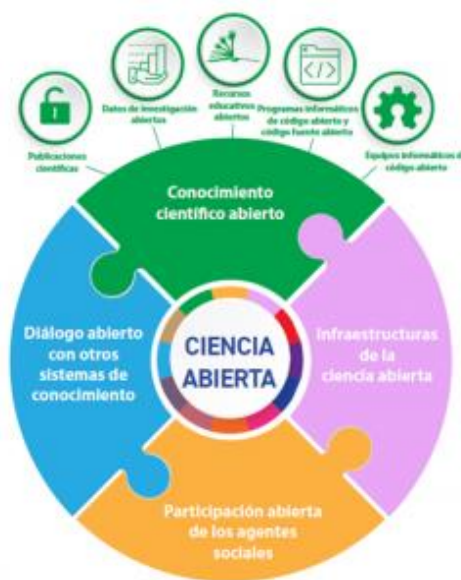 Publicaciones
científicas
Datos de investigación
abiertos
Recursos
educativos
abiertos
Programas informáticos
de código abierto y
código fuente abierto
Equipos informáticos de
código abierto
</>
Conocimiento
científico abierto
Diálogo abierto
con otros
sistemas de
conocimiento
CIENCIA
ABIERTA
Infraestructuras
de la
ciencia abierta
Participación abierta
de los agentes
sociales